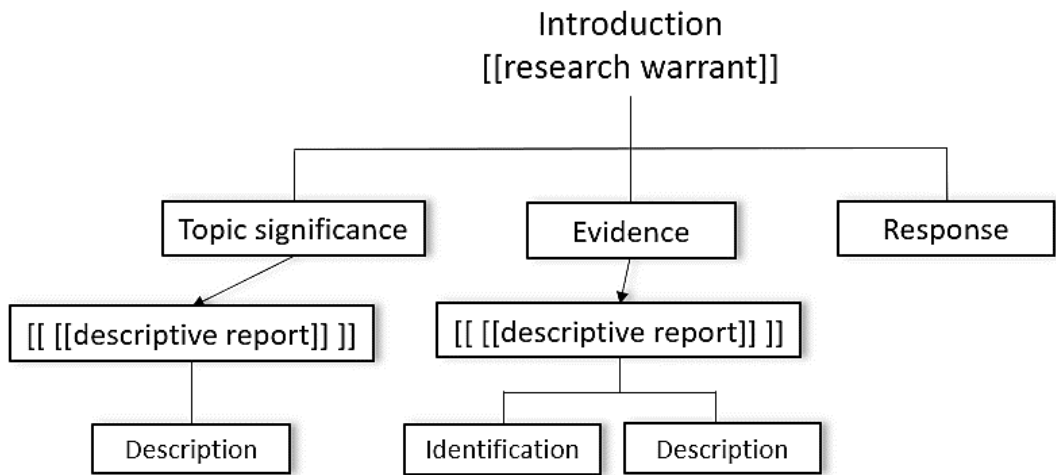 Introduction
[[research warrant]]
Topic significance
Evidence
Response
[[ [[descriptive report]] ]]
[[ [[descriptive report]] ]]
Description
Identification
Description